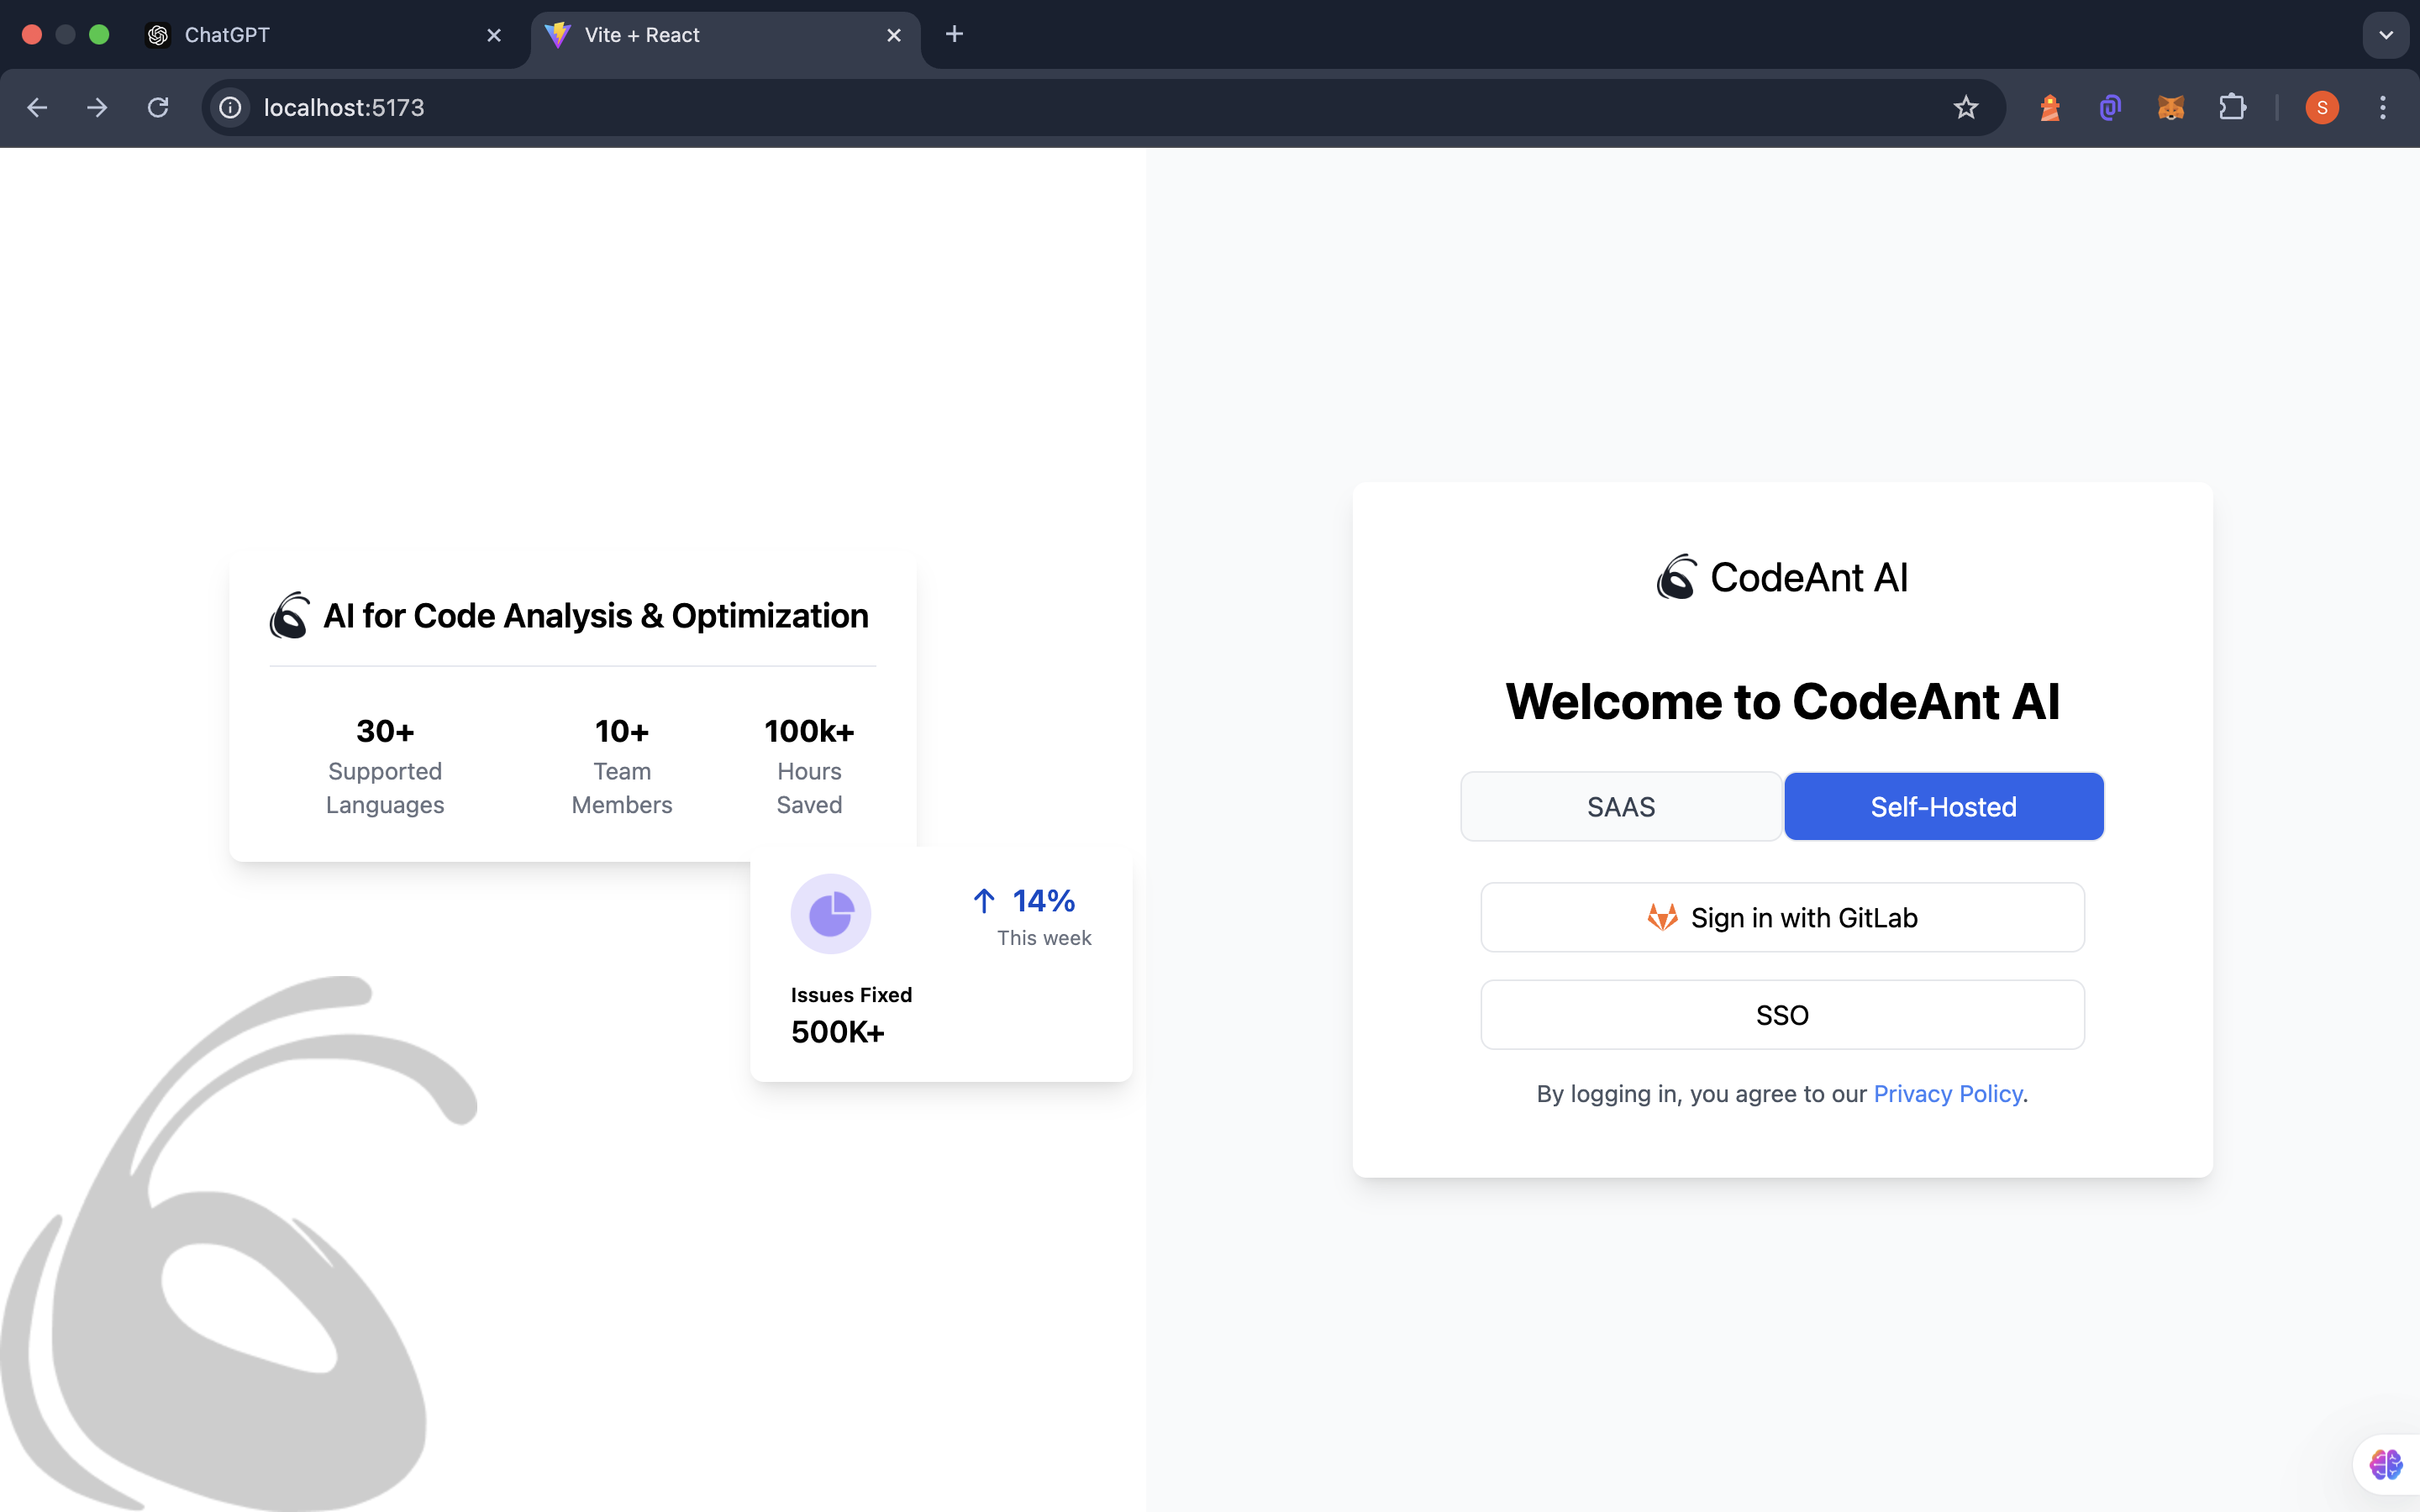 ChatGPT
Vite + React
localhost:5173
S
AI for Code Analysis & Optimization
30+
Supported
Languages
10+
Team
Members
100k+
Hours
Saved
14%
This week
Issues Fixed
500K+
CodeAnt AI
Welcome to CodeAnt AI
SAAS
Self-Hosted
Sign in with GitLab
SSO
By logging in, you agree to our Privacy Policy.